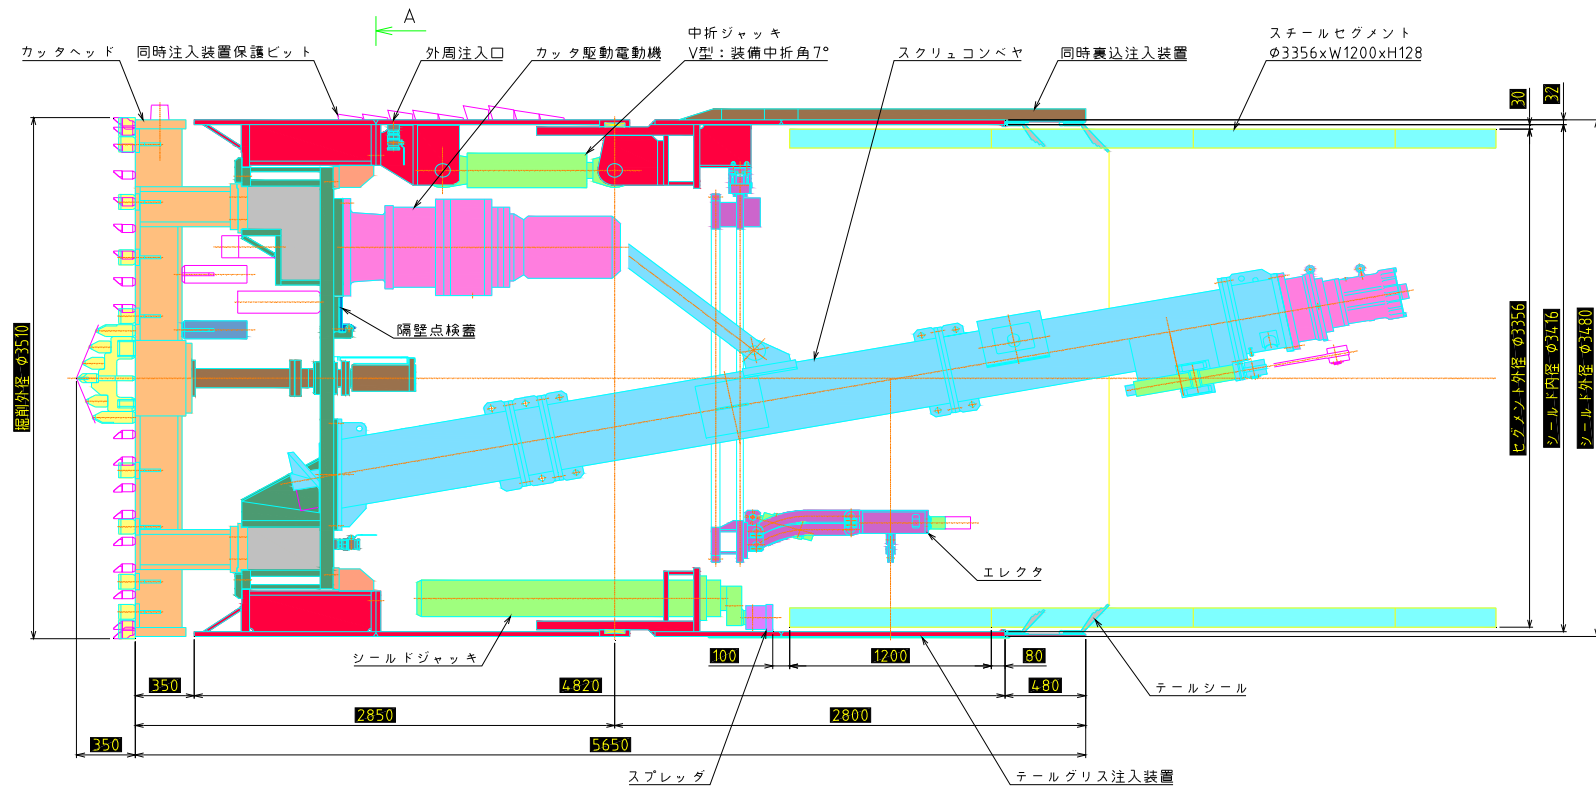 A
カッタヘッド
同時注入装置保護ビット
外周注入口
カッタ駆動電動機
中折ジャッキ
V型：装備中折角7°
スクリュコンベヤ
同時裏込注入装置
スチールセグメント
φ3356xW1200xH128
30
32
掘削外径 φ3510
隔壁点検蓋
セグメント外径 φ3356
シールド内径 φ3416
シールド外径 φ3480
エレクタ
シールドジャッキ
100
1200
80
350
4820
480
テールシール
2850
2800
350
5650
スプレッダ
テールグリス注入装置